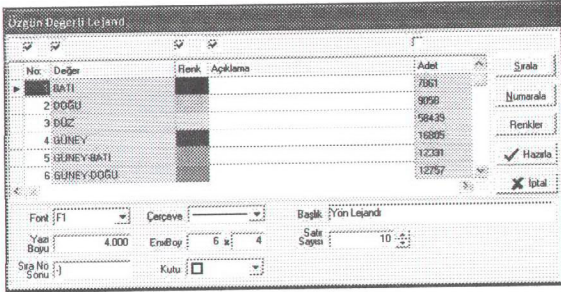 Özgün Değerli Lejand
No: Değer Renk Açıklama Adet
1 BATI 7861
2 DOĞU 9058
3 DÜZ 58439
4 GÜNEY 16805
5 GÜNEY-BATI 12331
6 GÜNEY-DOĞU 12757
Sırala
Numarala
Renkler
Hazırla
İptal
Font F1 Çerçeve Başlık Yön Lejandı
Yazı Boyu 4.000 EnxBoy 6 x 4 Satır Sayısı 10
Sıra No Sonu -) Kutu